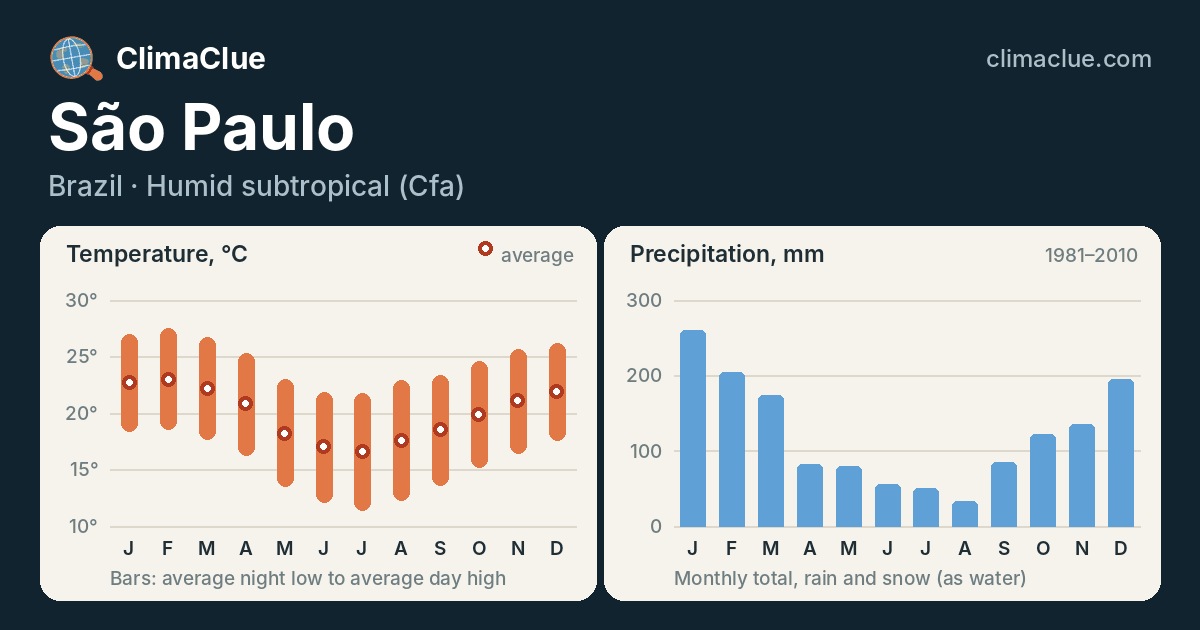 ClimaClue
climaclue.com
São Paulo
Brazil · Humid subtropical (Cfa)
Temperature, °C
average
30°
25°
20°
15°
10°
J F M A M J J A S O N D
Bars: average night low to average day high
Precipitation, mm
1981–2010
300
200
100
0
J F M A M J J A S O N D
Monthly total, rain and snow (as water)